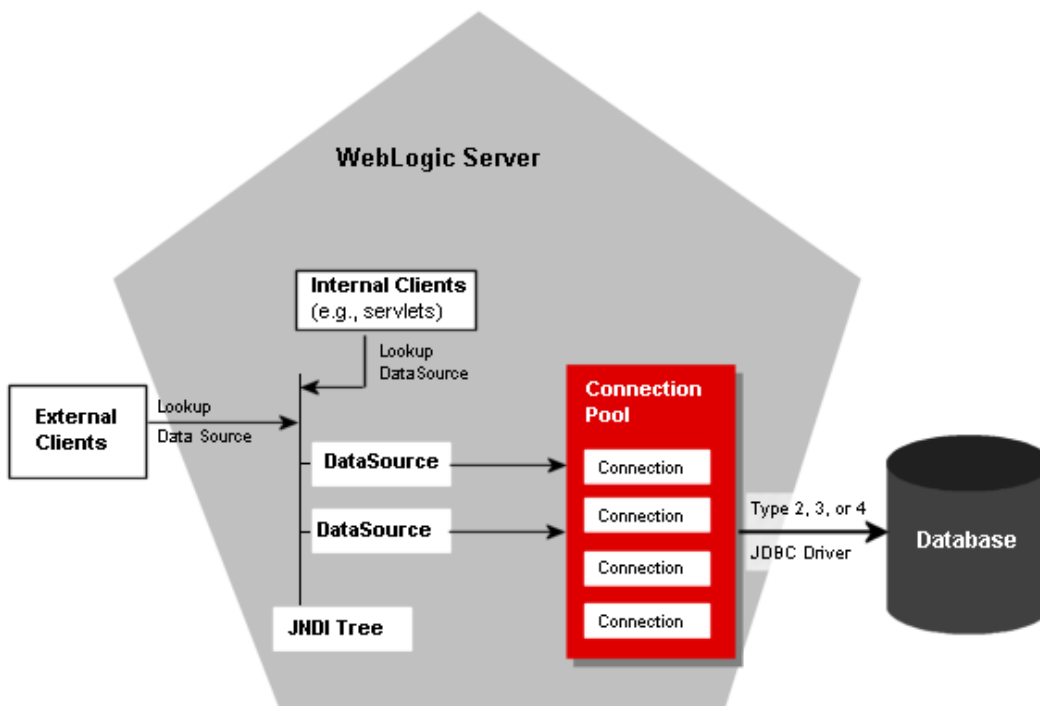 WebLogic Server
Internal Clients
(e.g., servlets)
Lookup
DataSource
External
Clients
Lookup
Data Source
DataSource
DataSource
JNDI Tree
Connection
Pool
Connection
Connection
Connection
Connection
Type 2, 3, or 4
JDBC Driver
Database